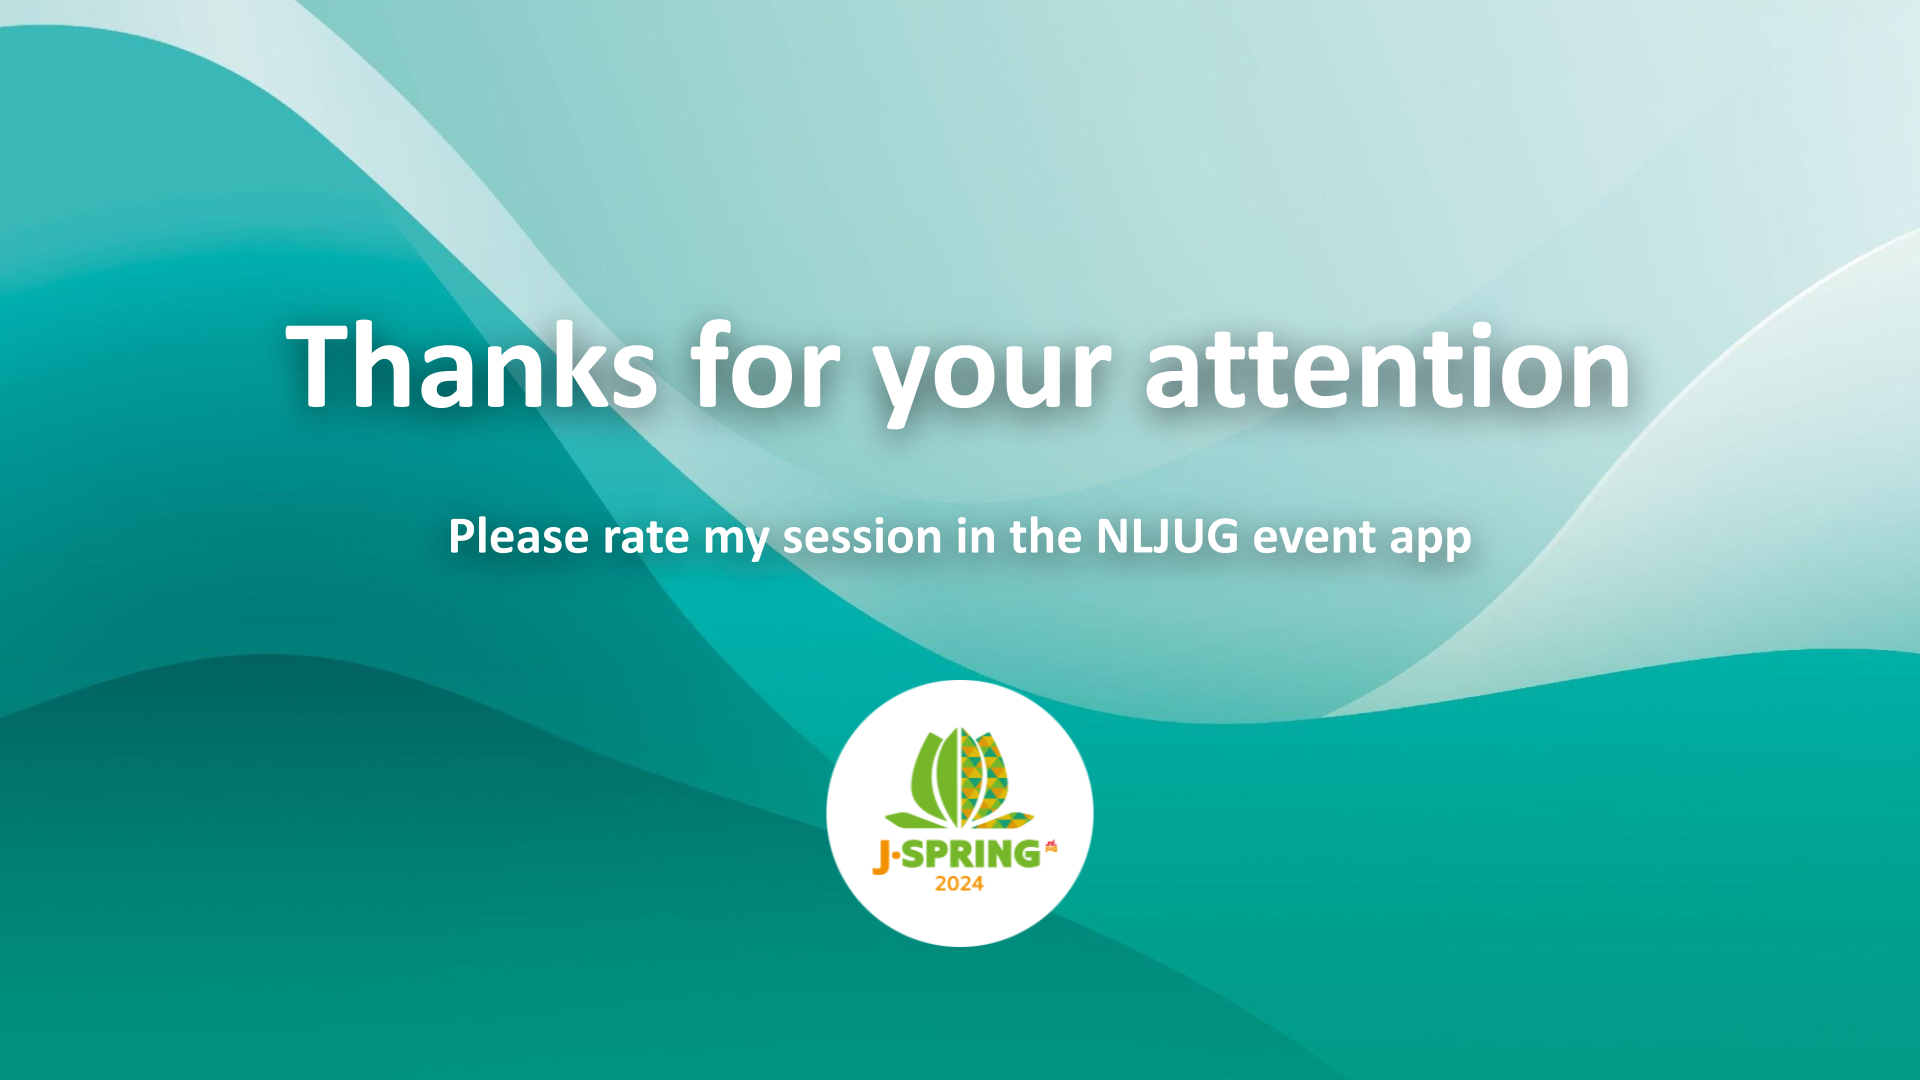 Thanks for your attention
Please rate my session in the NLJUG event app
J·SPRING
2024